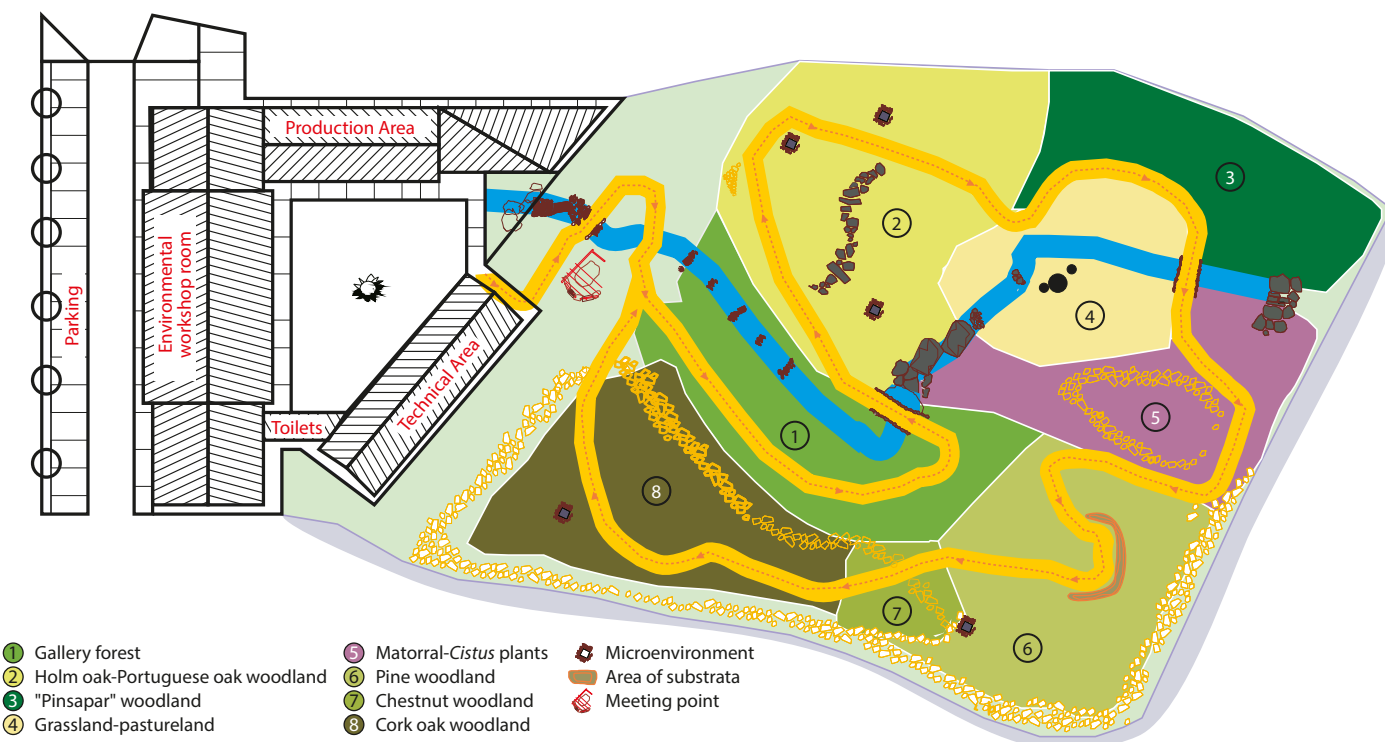 Production Area
Parking
Environmental
workshop room
Technical Area
Toilets
1
2
3
4
5
6
7
8
1 Gallery forest
2 Holm oak-Portuguese oak woodland
3 "Pinsapar" woodland
4 Grassland-pastureland
5 Matorral-Cistus plants
6 Pine woodland
7 Chestnut woodland
8 Cork oak woodland
Microenvironment
Area of substrata
Meeting point